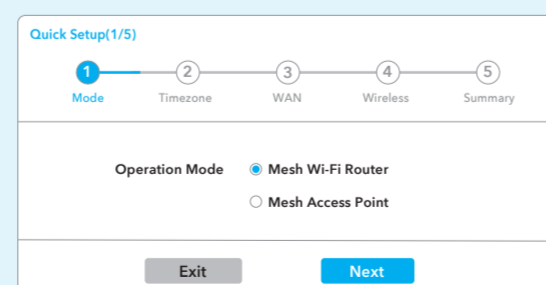 Quick Setup(1/5)
1 2 3 4 5
Mode Timezone WAN Wireless Summary
Operation Mode Mesh Wi-Fi Router
Mesh Access Point
Exit Next